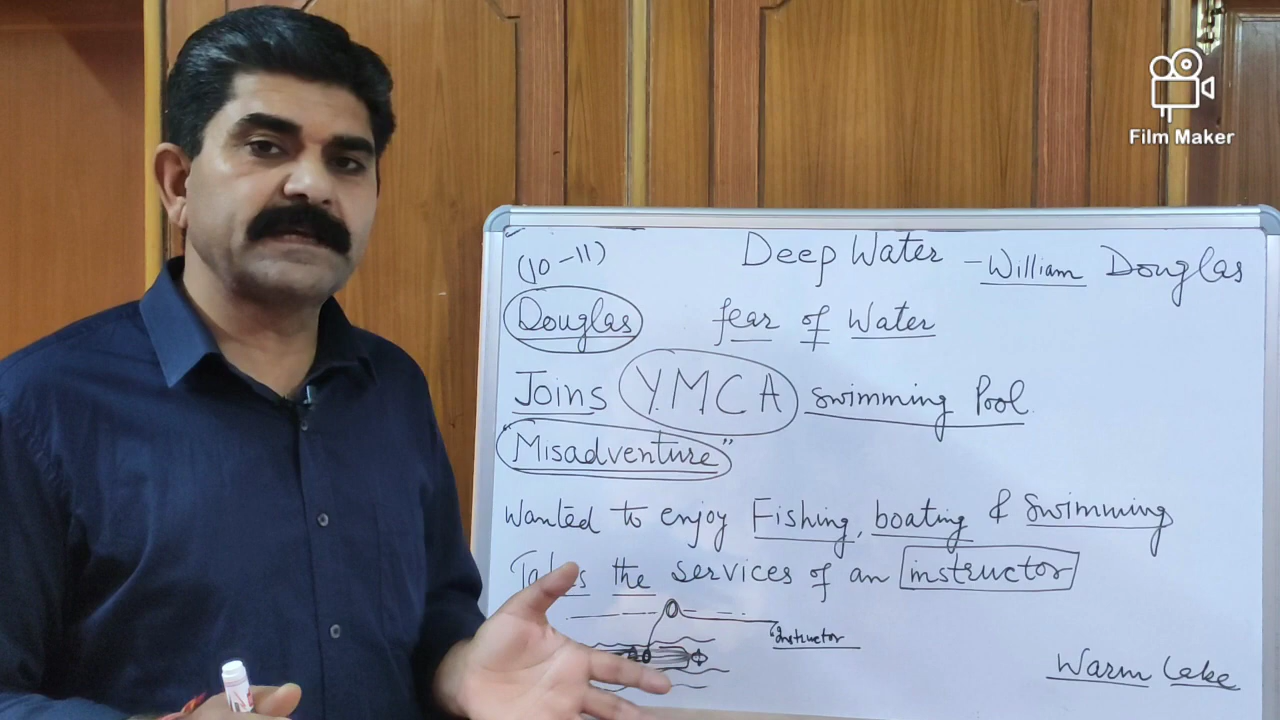 Film Maker
(10-11)
Deep Water - William Douglas
Douglas fear of Water
Joins Y.M.C.A swimming Pool.
"Misadventure"
Wanted to enjoy Fishing, boating & Swimming
the services of an instructor
Instructor
Warm Lake